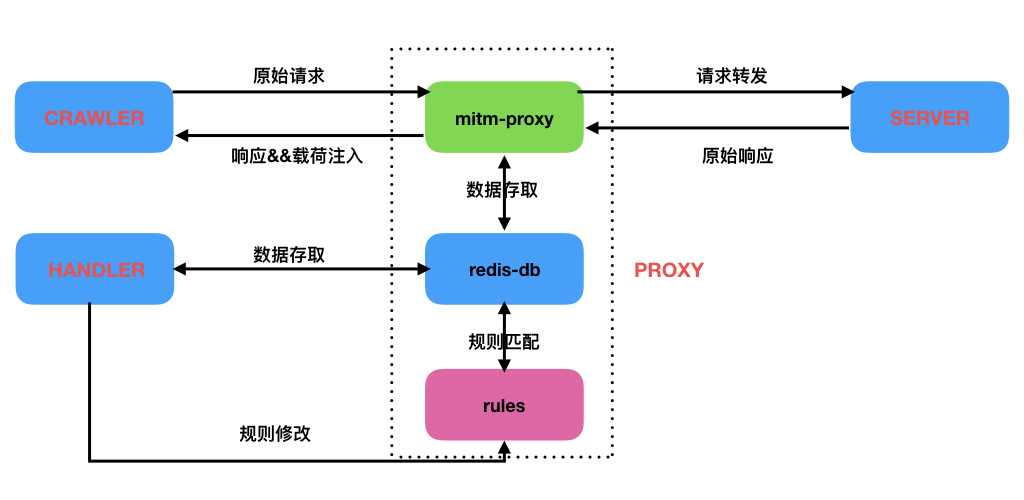 原始请求
请求转发
CRAWLER
mitm-proxy
SERVER
响应&&载荷注入
原始响应
数据存取
数据存取
HANDLER
redis-db
PROXY
规则匹配
rules
规则修改